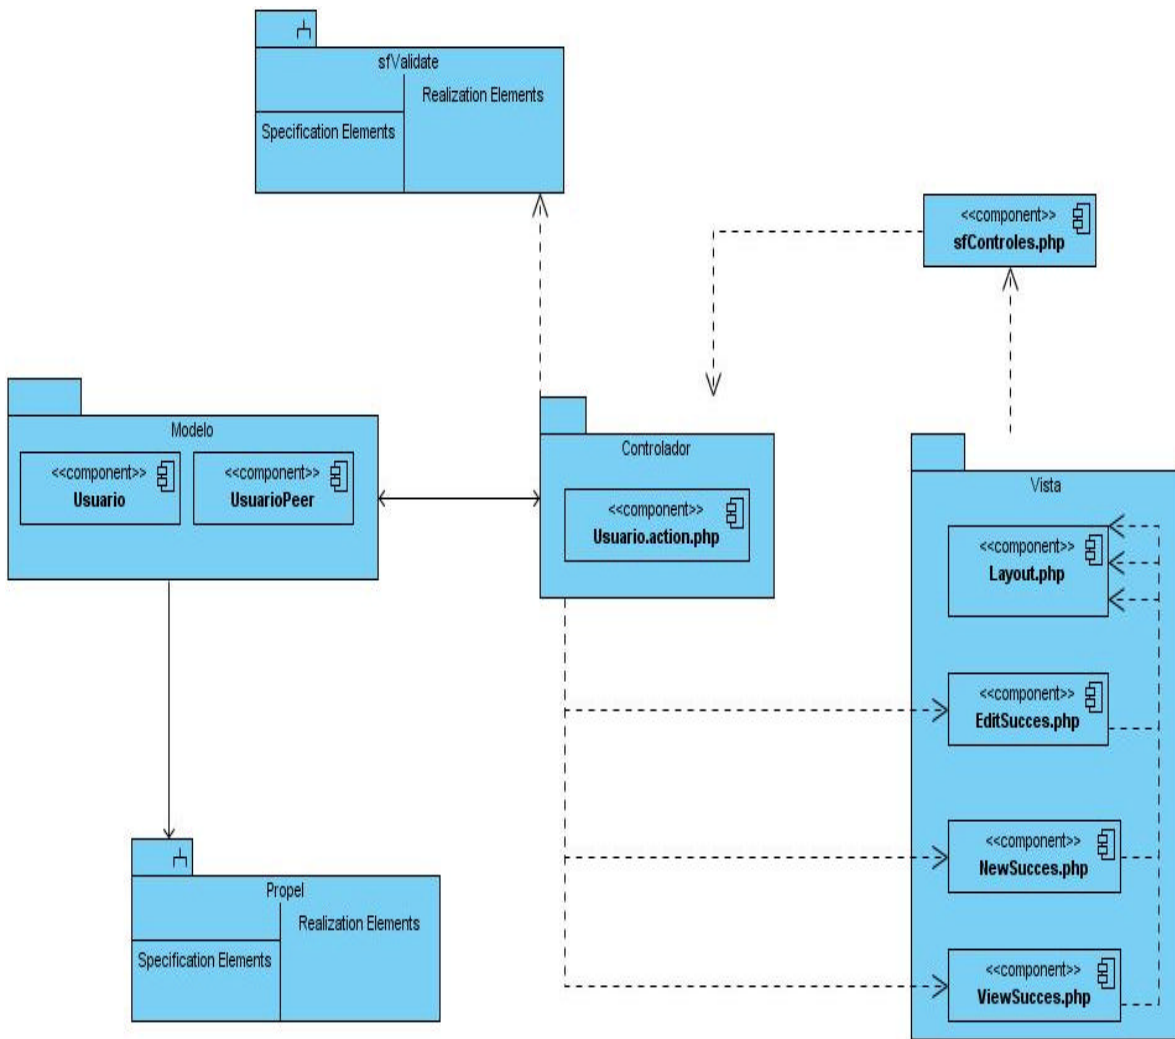 sfValidate
Realization Elements
Specification Elements
<<component>>
sfControles.php
Modelo
<<component>>
Usuario
<<component>>
UsuarioPeer
Controlador
<<component>>
Usuario.action.php
Vista
<<component>>
Layout.php
<<component>>
EditSucces.php
<<component>>
NewSucces.php
<<component>>
ViewSucces.php
Propel
Realization Elements
Specification Elements